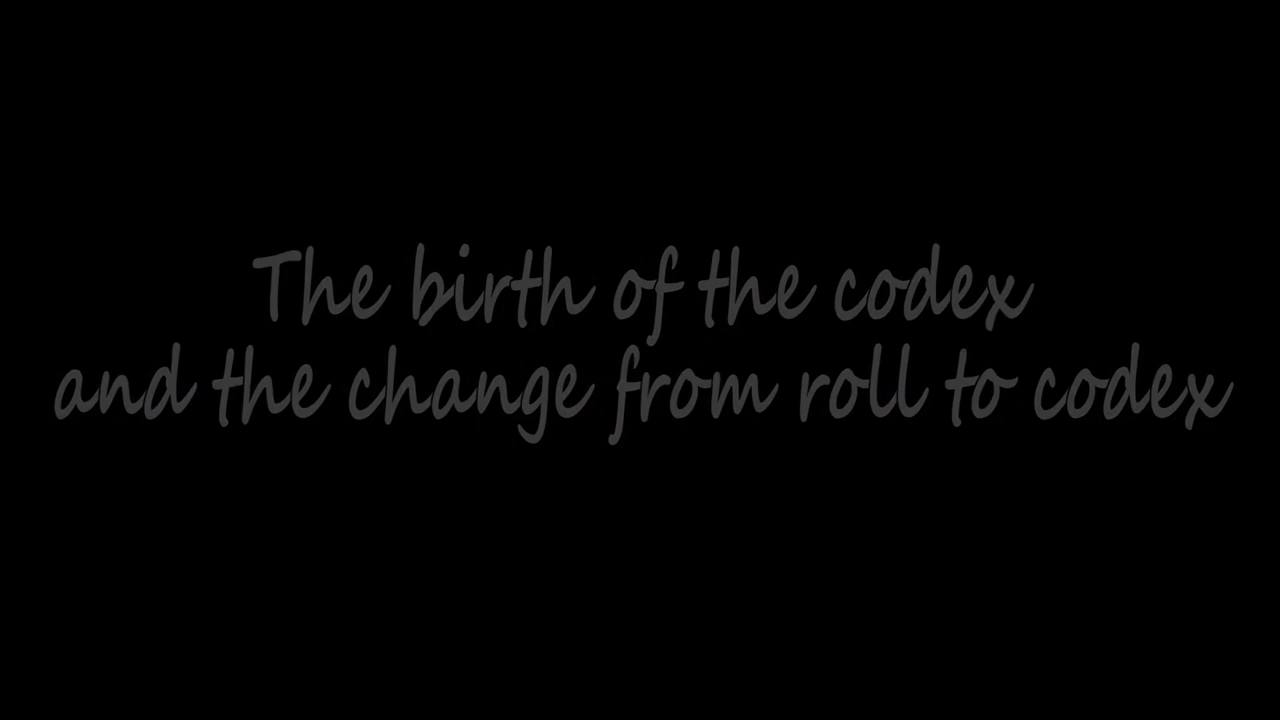 The birth of the codex
and the change from roll to codex